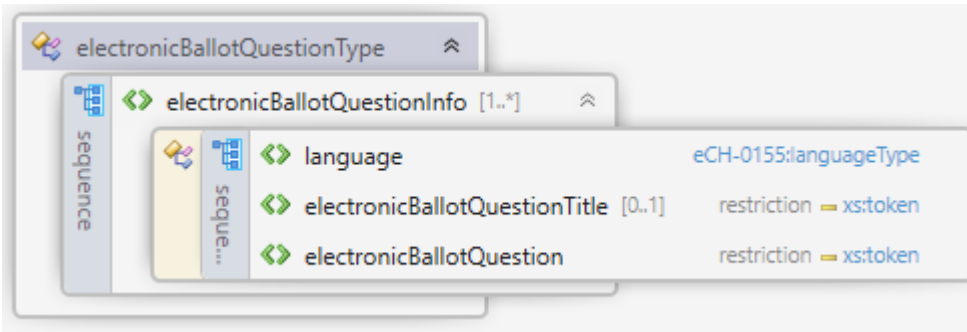 electronicBallotQuestionType
electronicBallotQuestionInfo [1..*]
sequence
language eCH-0155:languageType
electronicBallotQuestionTitle [0..1] restriction xs:token
seque...
electronicBallotQuestion restriction xs:token